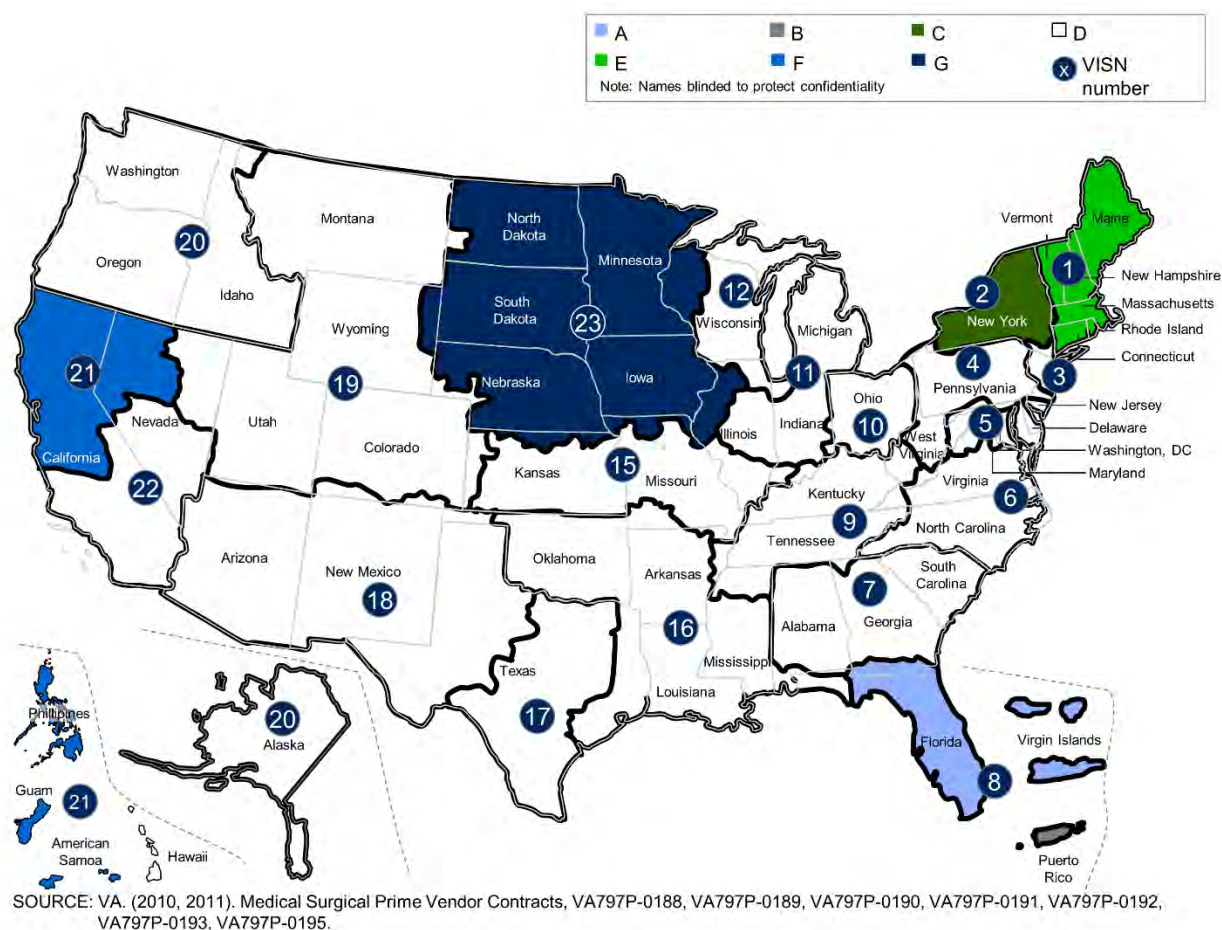 A
B
C
D
E
F
G
x VISN
number
Note: Names blinded to protect confidentiality
Washington
Montana
North
Dakota
Minnesota
Vermont
Maine
1
New Hampshire
20
Oregon
Idaho
12
Wisconsin
2
New York
Massachusetts
Rhode Island
Connecticut
South
Dakota
23
Michigan
Wyoming
21
19
Nebraska
Iowa
11
4
Pennsylvania
3
Nevada
Utah
Colorado
Ohio
10
Illinois
Indiana
5
New Jersey
Delaware
Washington, DC
Maryland
West
Virginia
California
22
Kansas
15
Missouri
Virginia
6
Kentucky
9
North Carolina
Tennessee
Arizona
New Mexico
18
Oklahoma
Arkansas
South
Carolina
7
Georgia
Alabama
16
Mississippi
Texas
Louisiana
17
Phillipines
20
Alaska
Florida
8
Virgin Islands
Guam
21
American
Samoa
Hawaii
Puerto
Rico
SOURCE: VA. (2010, 2011). Medical Surgical Prime Vendor Contracts, VA797P-0188, VA797P-0189, VA797P-0190, VA797P-0191, VA797P-0192,
VA797P-0193, VA797P-0195.